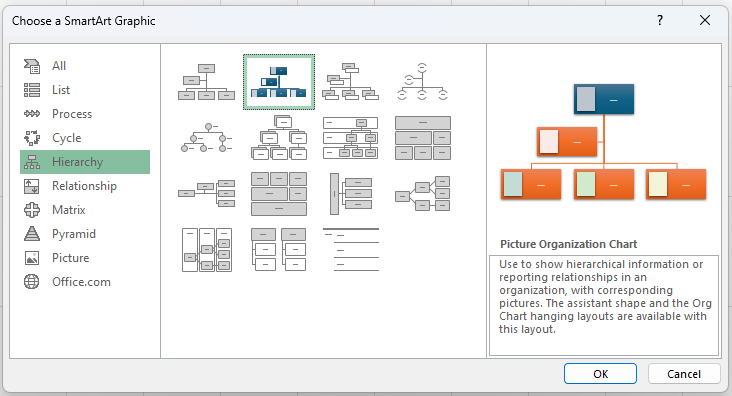 Choose a SmartArt Graphic
?
All
List
Process
Cycle
Hierarchy
Relationship
Matrix
Pyramid
Picture
Office.com
Picture Organization Chart
Use to show hierarchical information or
reporting relationships in an
organization, with corresponding
pictures. The assistant shape and the Org
Chart hanging layouts are available with
this layout.
OK
Cancel